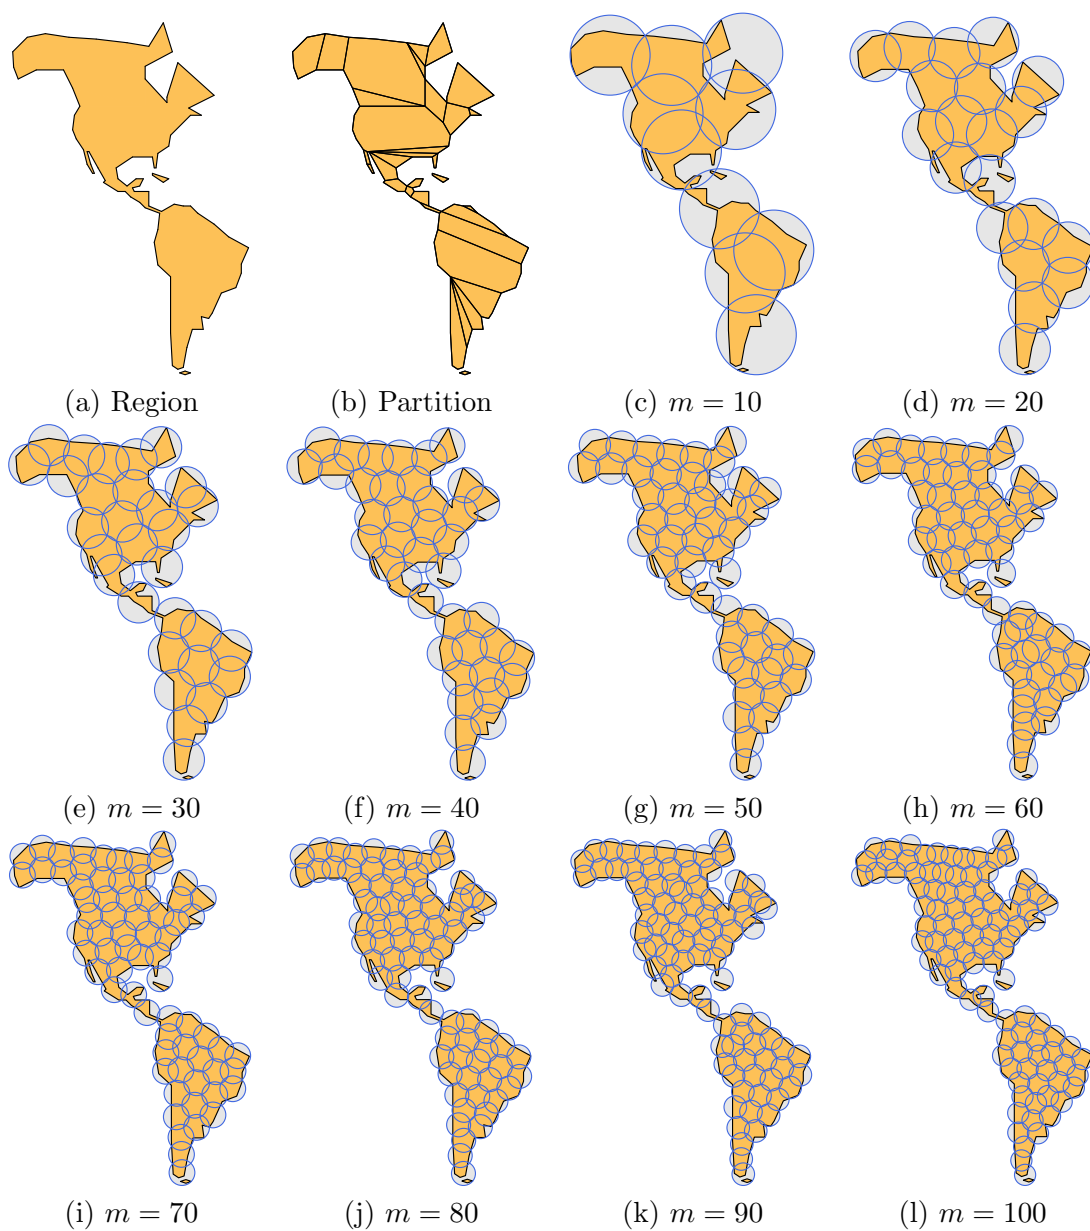 (a) Region (b) Partition (c) m = 10 (d) m = 20
(e) m = 30 (f) m = 40 (g) m = 50 (h) m = 60
(i) m = 70 (j) m = 80 (k) m = 90 (l) m = 100